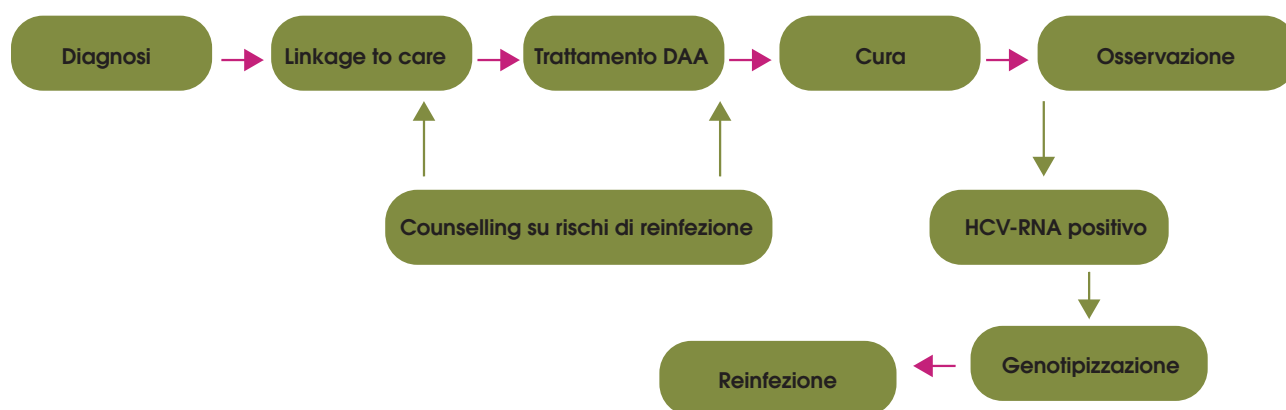 Diagnosi
Linkage to care
Trattamento DAA
Cura
Osservazione
Counselling su rischi di reinfezione
HCV-RNA positivo
Reinfezione
Genotipizzazione